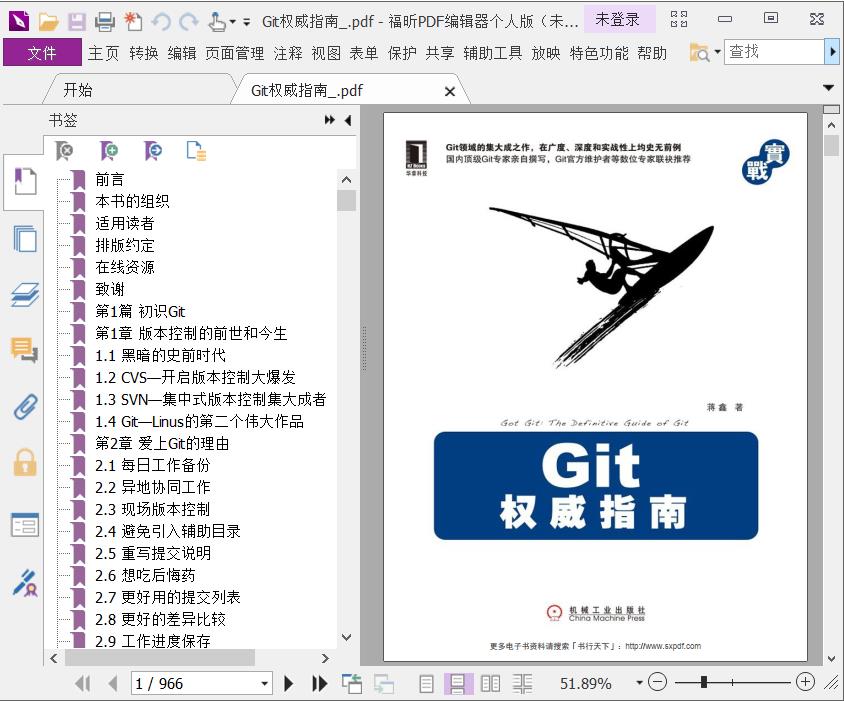 Git权威指南_.pdf - 福昕PDF编辑器个人版（未... 未登录
文件 主页 转换 编辑 页面管理 注释 视图 表单 保护 共享 辅助工具 放映 特色功能 帮助 查找
开始 Git权威指南_.pdf
书签
前言
本书的组织
适用读者
排版约定
在线资源
致谢
第1篇 初识Git
第1章 版本控制的前世和今生
1.1 黑暗的史前时代
1.2 CVS—开启版本控制大爆发
1.3 SVN—集中式版本控制集大成者
1.4 Git—Linus的第二个伟大作品
第2章 爱上Git的理由
2.1 每日工作备份
2.2 异地协同工作
2.3 现场版本控制
2.4 避免引入辅助目录
2.5 重写提交说明
2.6 想吃后悔药
2.7 更好用的提交列表
2.8 更好的差异比较
2.9 工作进度保存
华章科技
Git领域的集大成之作，在广度、深度和实战性上均史无前例
国内顶级Git专家亲自撰写，Git官方维护者等数位专家联袂推荐
實戰
蒋鑫 著
Got Git: The Definitive Guide of Git
Git
权威指南
机械工业出版社
China Machine Press
更多电子书资料请搜索「书行天下」：http://www.sxpdf.com
1 / 966
51.89%